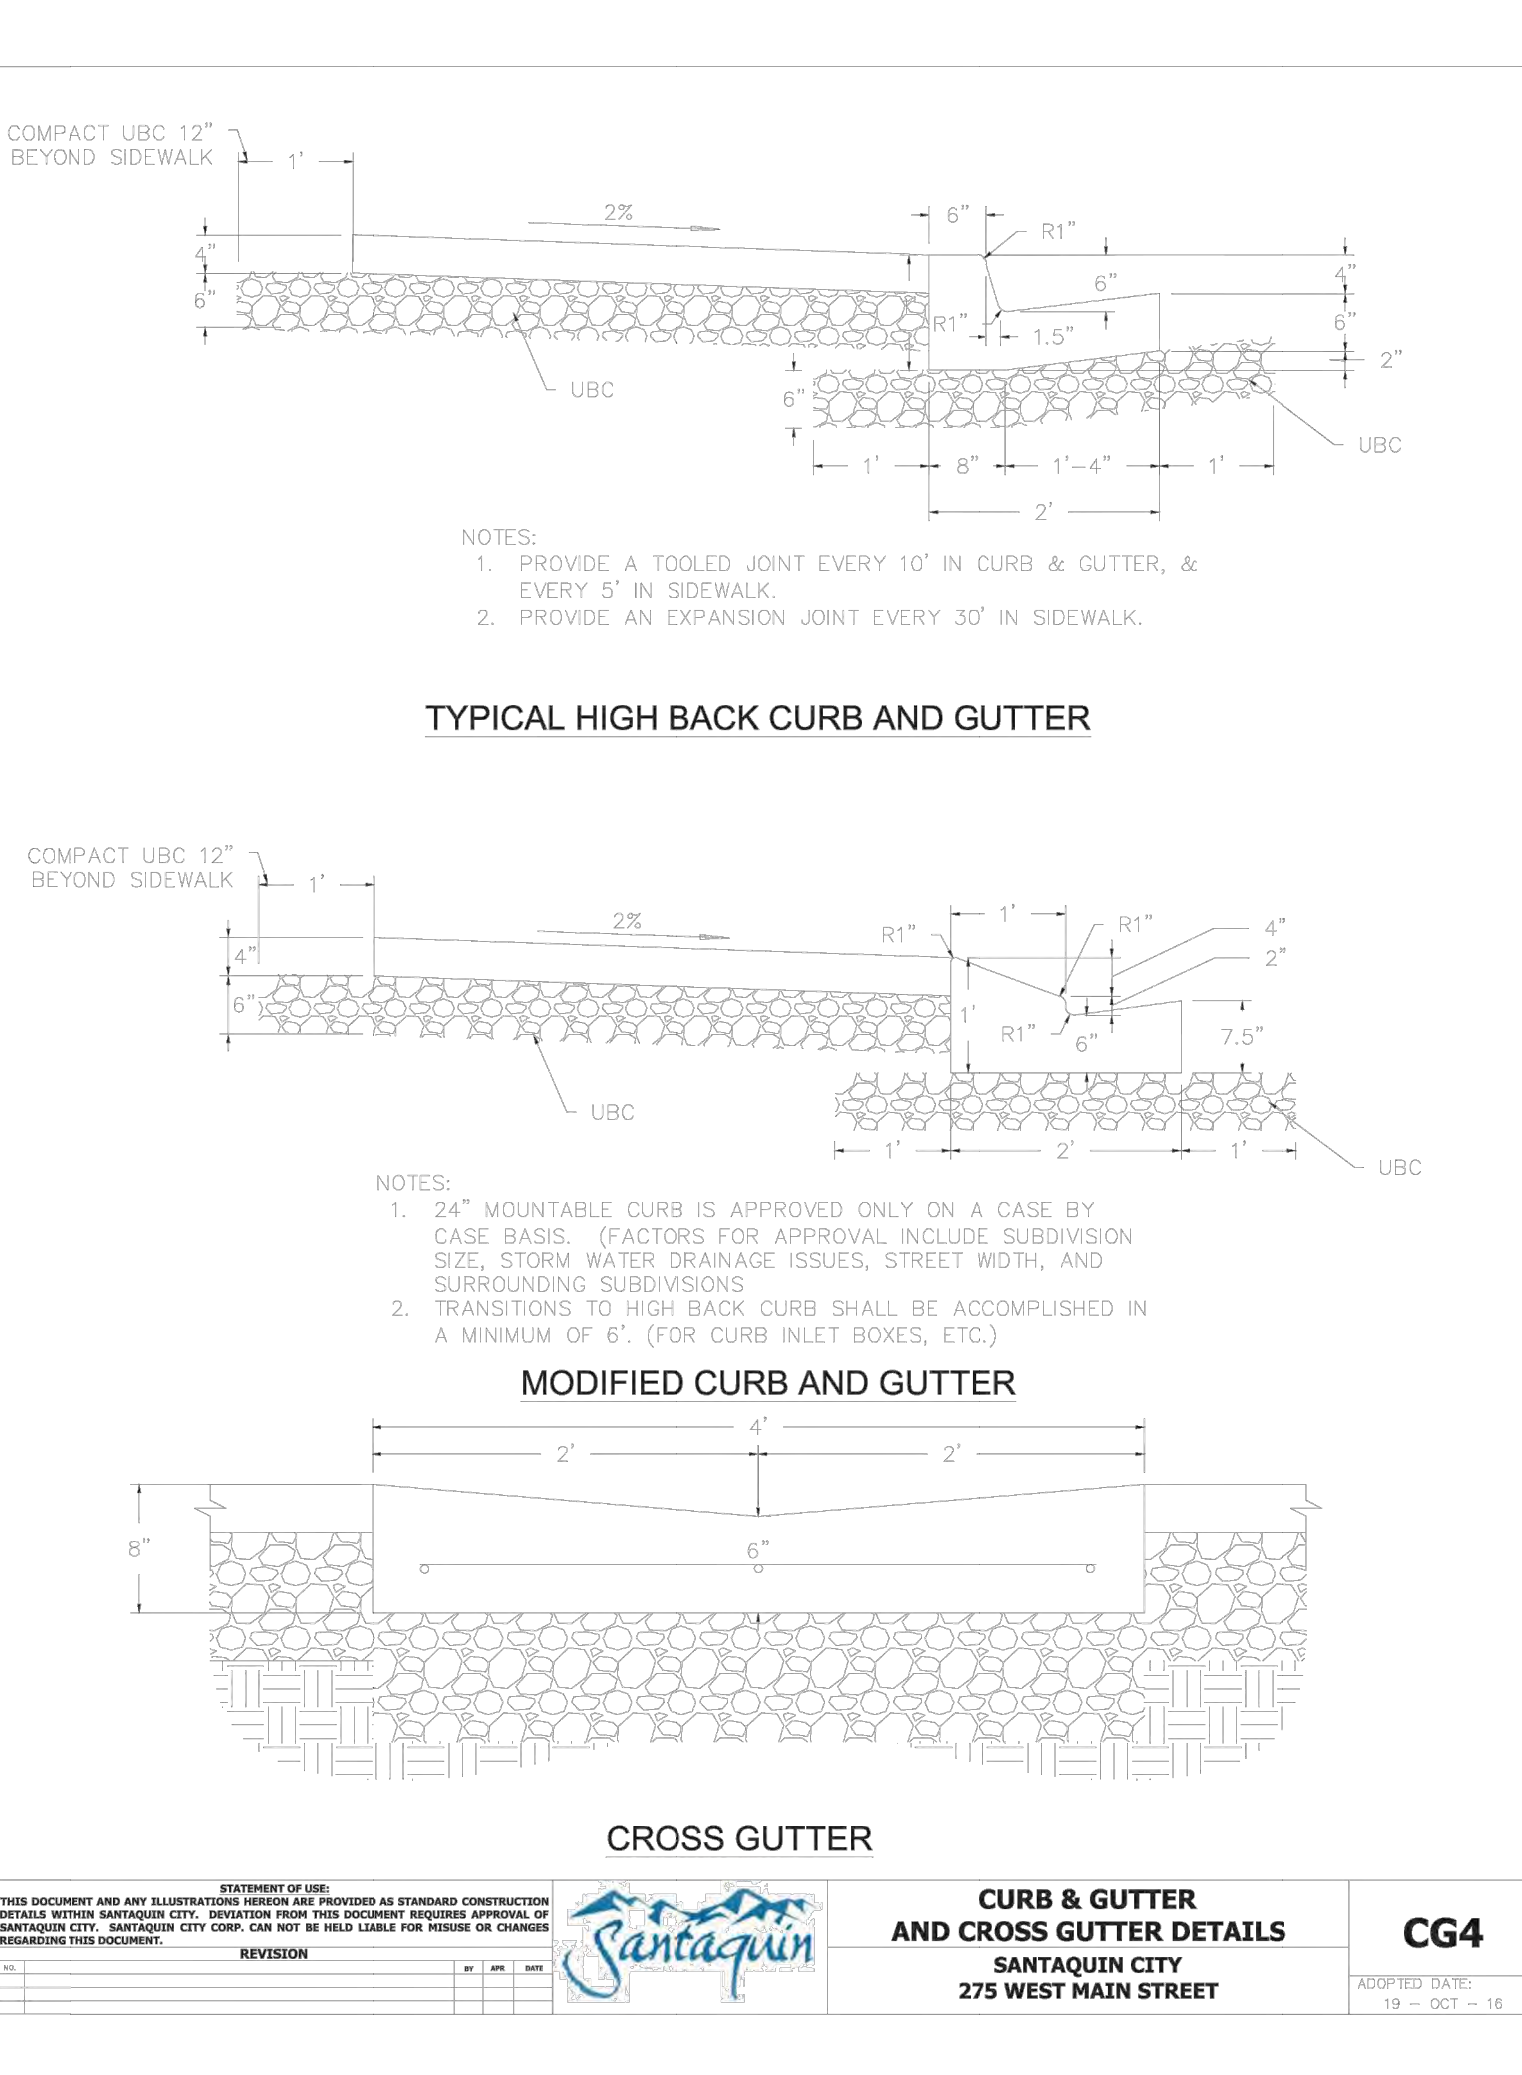 COMPACT UBC 12"
BEYOND SIDEWALK
1'
2%
6"
R1"
4"
6"
6"
4"
6"
R1"
1.5"
2"
UBC
6"
UBC
1'
8"
1'-4"
1'
2'
NOTES:
1. PROVIDE A TOOLED JOINT EVERY 10' IN CURB & GUTTER, &
EVERY 5' IN SIDEWALK.
2. PROVIDE AN EXPANSION JOINT EVERY 30' IN SIDEWALK.
TYPICAL HIGH BACK CURB AND GUTTER
COMPACT UBC 12"
BEYOND SIDEWALK
1'
2%
R1"
1'
R1"
4"
2"
4"
6"
1'
R1"
6"
7.5"
UBC
1'
2'
1'
UBC
NOTES:
1. 24" MOUNTABLE CURB IS APPROVED ONLY ON A CASE BY
CASE BASIS. (FACTORS FOR APPROVAL INCLUDE SUBDIVISION
SIZE, STORM WATER DRAINAGE ISSUES, STREET WIDTH, AND
SURROUNDING SUBDIVISIONS
2. TRANSITIONS TO HIGH BACK CURB SHALL BE ACCOMPLISHED IN
A MINIMUM OF 6'. (FOR CURB INLET BOXES, ETC.)
MODIFIED CURB AND GUTTER
4'
2'
2'
8"
6"
CROSS GUTTER
STATEMENT OF USE:
THIS DOCUMENT AND ANY ILLUSTRATIONS HEREON ARE PROVIDED AS STANDARD CONSTRUCTION
DETAILS WITHIN SANTAQUIN CITY. DEVIATION FROM THIS DOCUMENT REQUIRES APPROVAL OF
SANTAQUIN CITY. SANTAQUIN CITY CORP. CAN NOT BE HELD LIABLE FOR MISUSE OR CHANGES
REGARDING THIS DOCUMENT.
REVISION
NO. BY APR DATE
Santaquin
CURB & GUTTER
AND CROSS GUTTER DETAILS
SANTAQUIN CITY
275 WEST MAIN STREET
CG4
ADOPTED DATE:
19 - OCT - 16